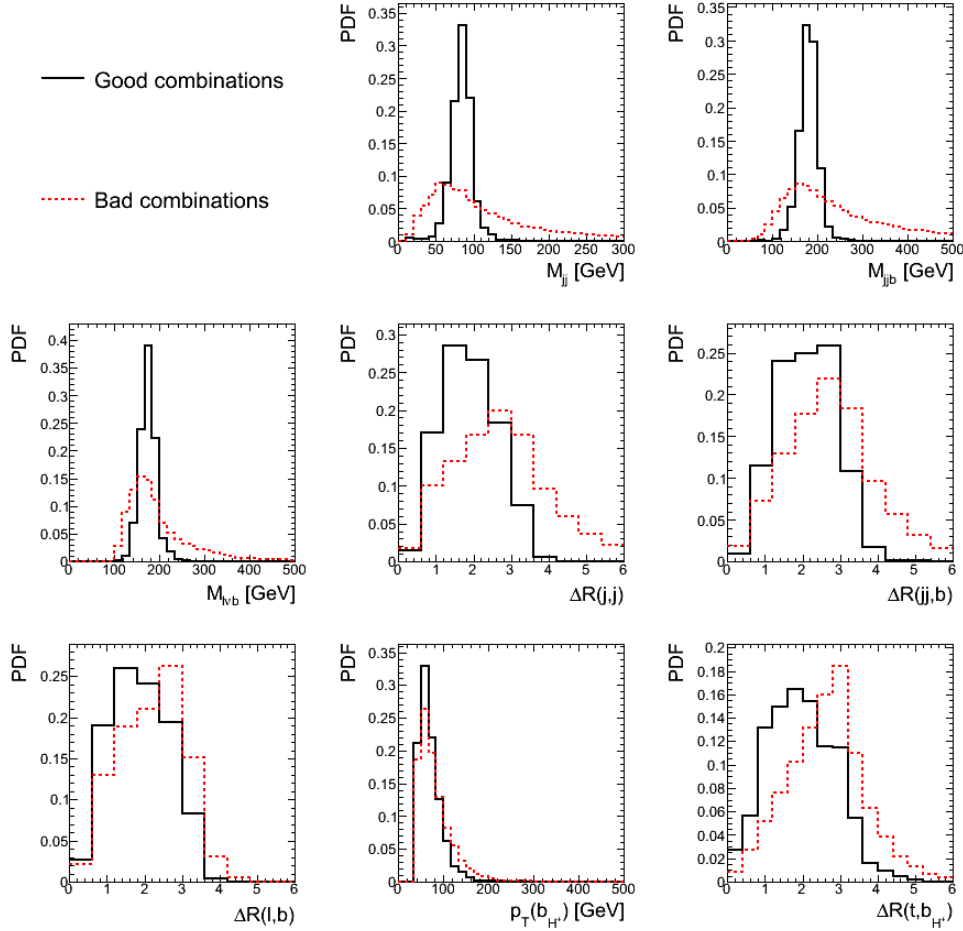 Good combinations
Bad combinations
PDF
0.35
0.3
0.25
0.2
0.15
0.1
0.05
0
0 50 100 150 200 250 300
M_jj [GeV]
PDF
0.35
0.3
0.25
0.2
0.15
0.1
0.05
0
0 100 200 300 400 500
M_jjb [GeV]
PDF
0.4
0.35
0.3
0.25
0.2
0.15
0.1
0.05
0
0 100 200 300 400 500
M_lνb [GeV]
PDF
0.3
0.25
0.2
0.15
0.1
0.05
0
0 1 2 3 4 5 6
ΔR(j,j)
PDF
0.25
0.2
0.15
0.1
0.05
0
0 1 2 3 4 5 6
ΔR(jj,b)
PDF
0.25
0.2
0.15
0.1
0.05
0
0 1 2 3 4 5 6
ΔR(l,b)
PDF
0.35
0.3
0.25
0.2
0.15
0.1
0.05
0
0 100 200 300 400 500
p_T(b_H⁺) [GeV]
PDF
0.2
0.18
0.16
0.14
0.12
0.1
0.08
0.06
0.04
0.02
0
0 1 2 3 4 5 6
ΔR(t,b_H⁺)